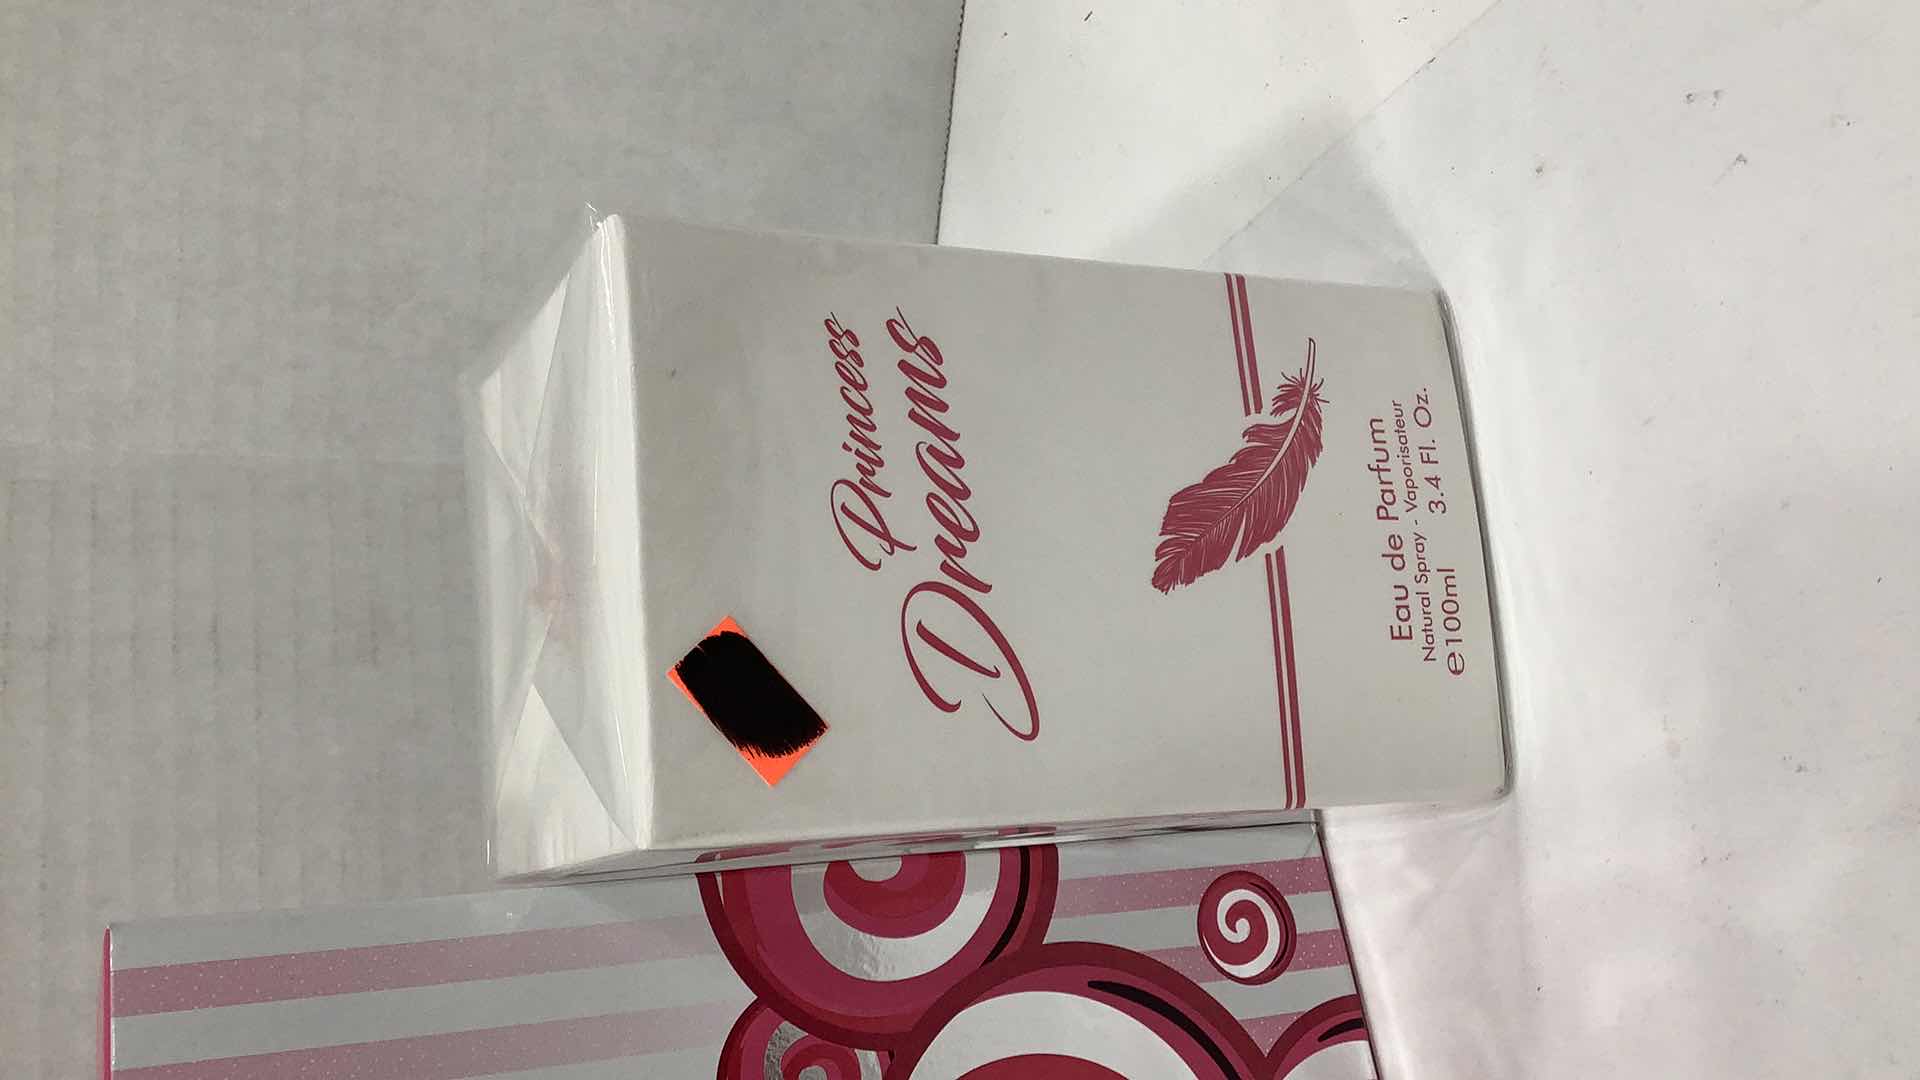 Princess
Dreams
Eau de Parfum
Natural Spray - Vaporisateur
e100ml 3.4 Fl. Oz.